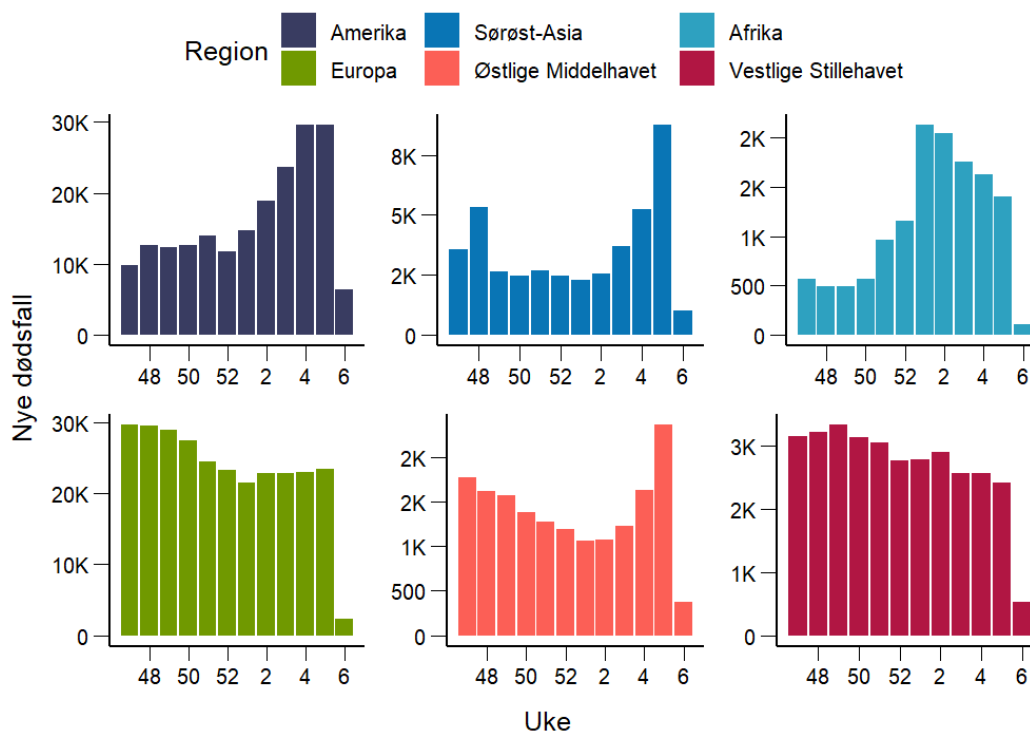 Region
Amerika
Sørøst-Asia
Afrika
Europa
Østlige Middelhavet
Vestlige Stillehavet
Nye dødsfall
30K
20K
10K
0
48 50 52 2 4 6
8K
5K
2K
0
48 50 52 2 4 6
2K
2K
1K
500
0
48 50 52 2 4 6
30K
20K
10K
0
48 50 52 2 4 6
2K
2K
1K
500
0
48 50 52 2 4 6
3K
2K
1K
0
48 50 52 2 4 6
Uke